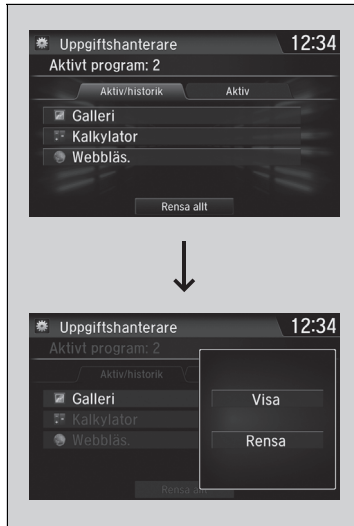 Uppgiftshanterare 12:34
Aktivt program: 2
Aktiv/historik Aktiv
Galleri
Kalkylator
Webbläs.
Rensa allt
Uppgiftshanterare 12:34
Aktivt program: 2
Aktiv/historik
Galleri
Visa
Kalkylator
Rensa
Webbläs.
Rensa allt